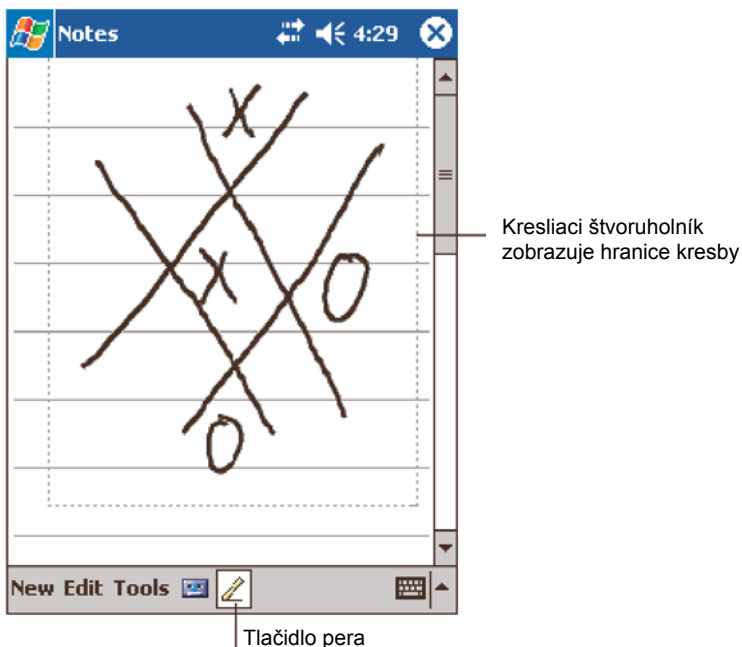 Notes 4:29
X
X
O
O
Kresliaci štvoruholník
zobrazuje hranice kresby
New Edit Tools
Tlačidlo pera